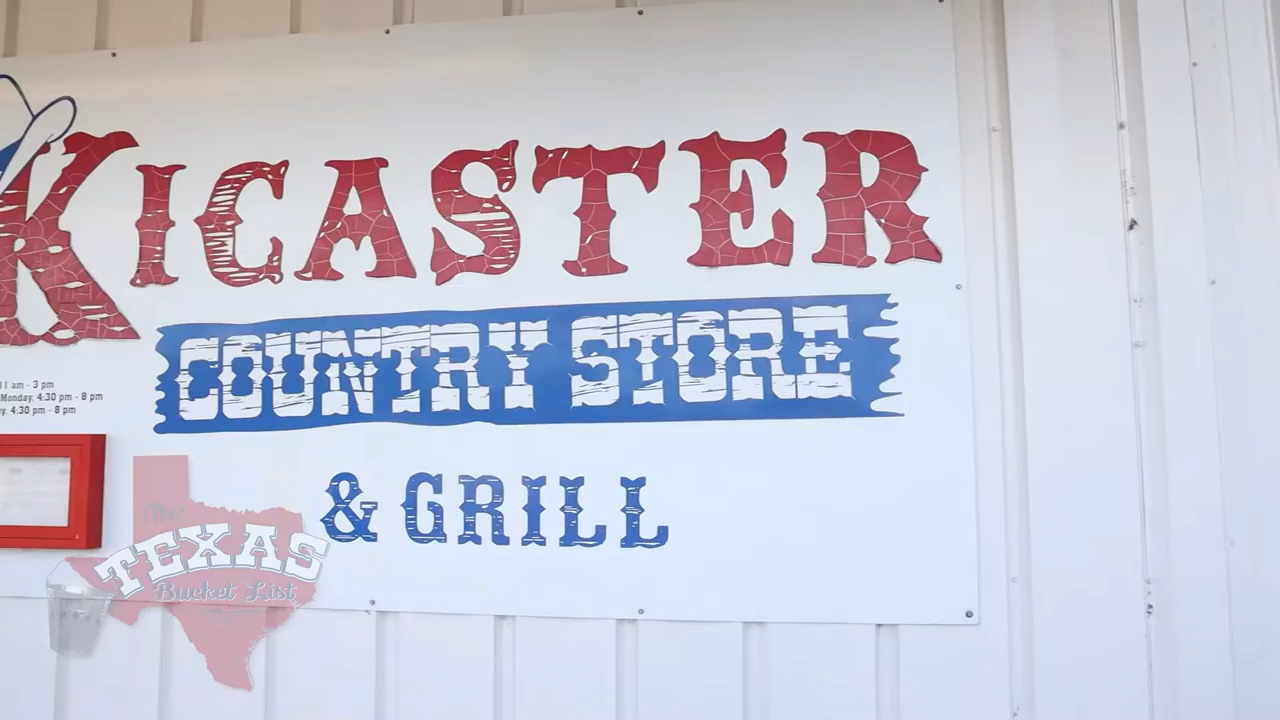 KICASTER
COUNTRY STORE
11 am - 3 pm
Monday. 4:30 pm - 8 pm
4:30 pm - 8 pm
& GRILL
The
TEXAS
Bucket List